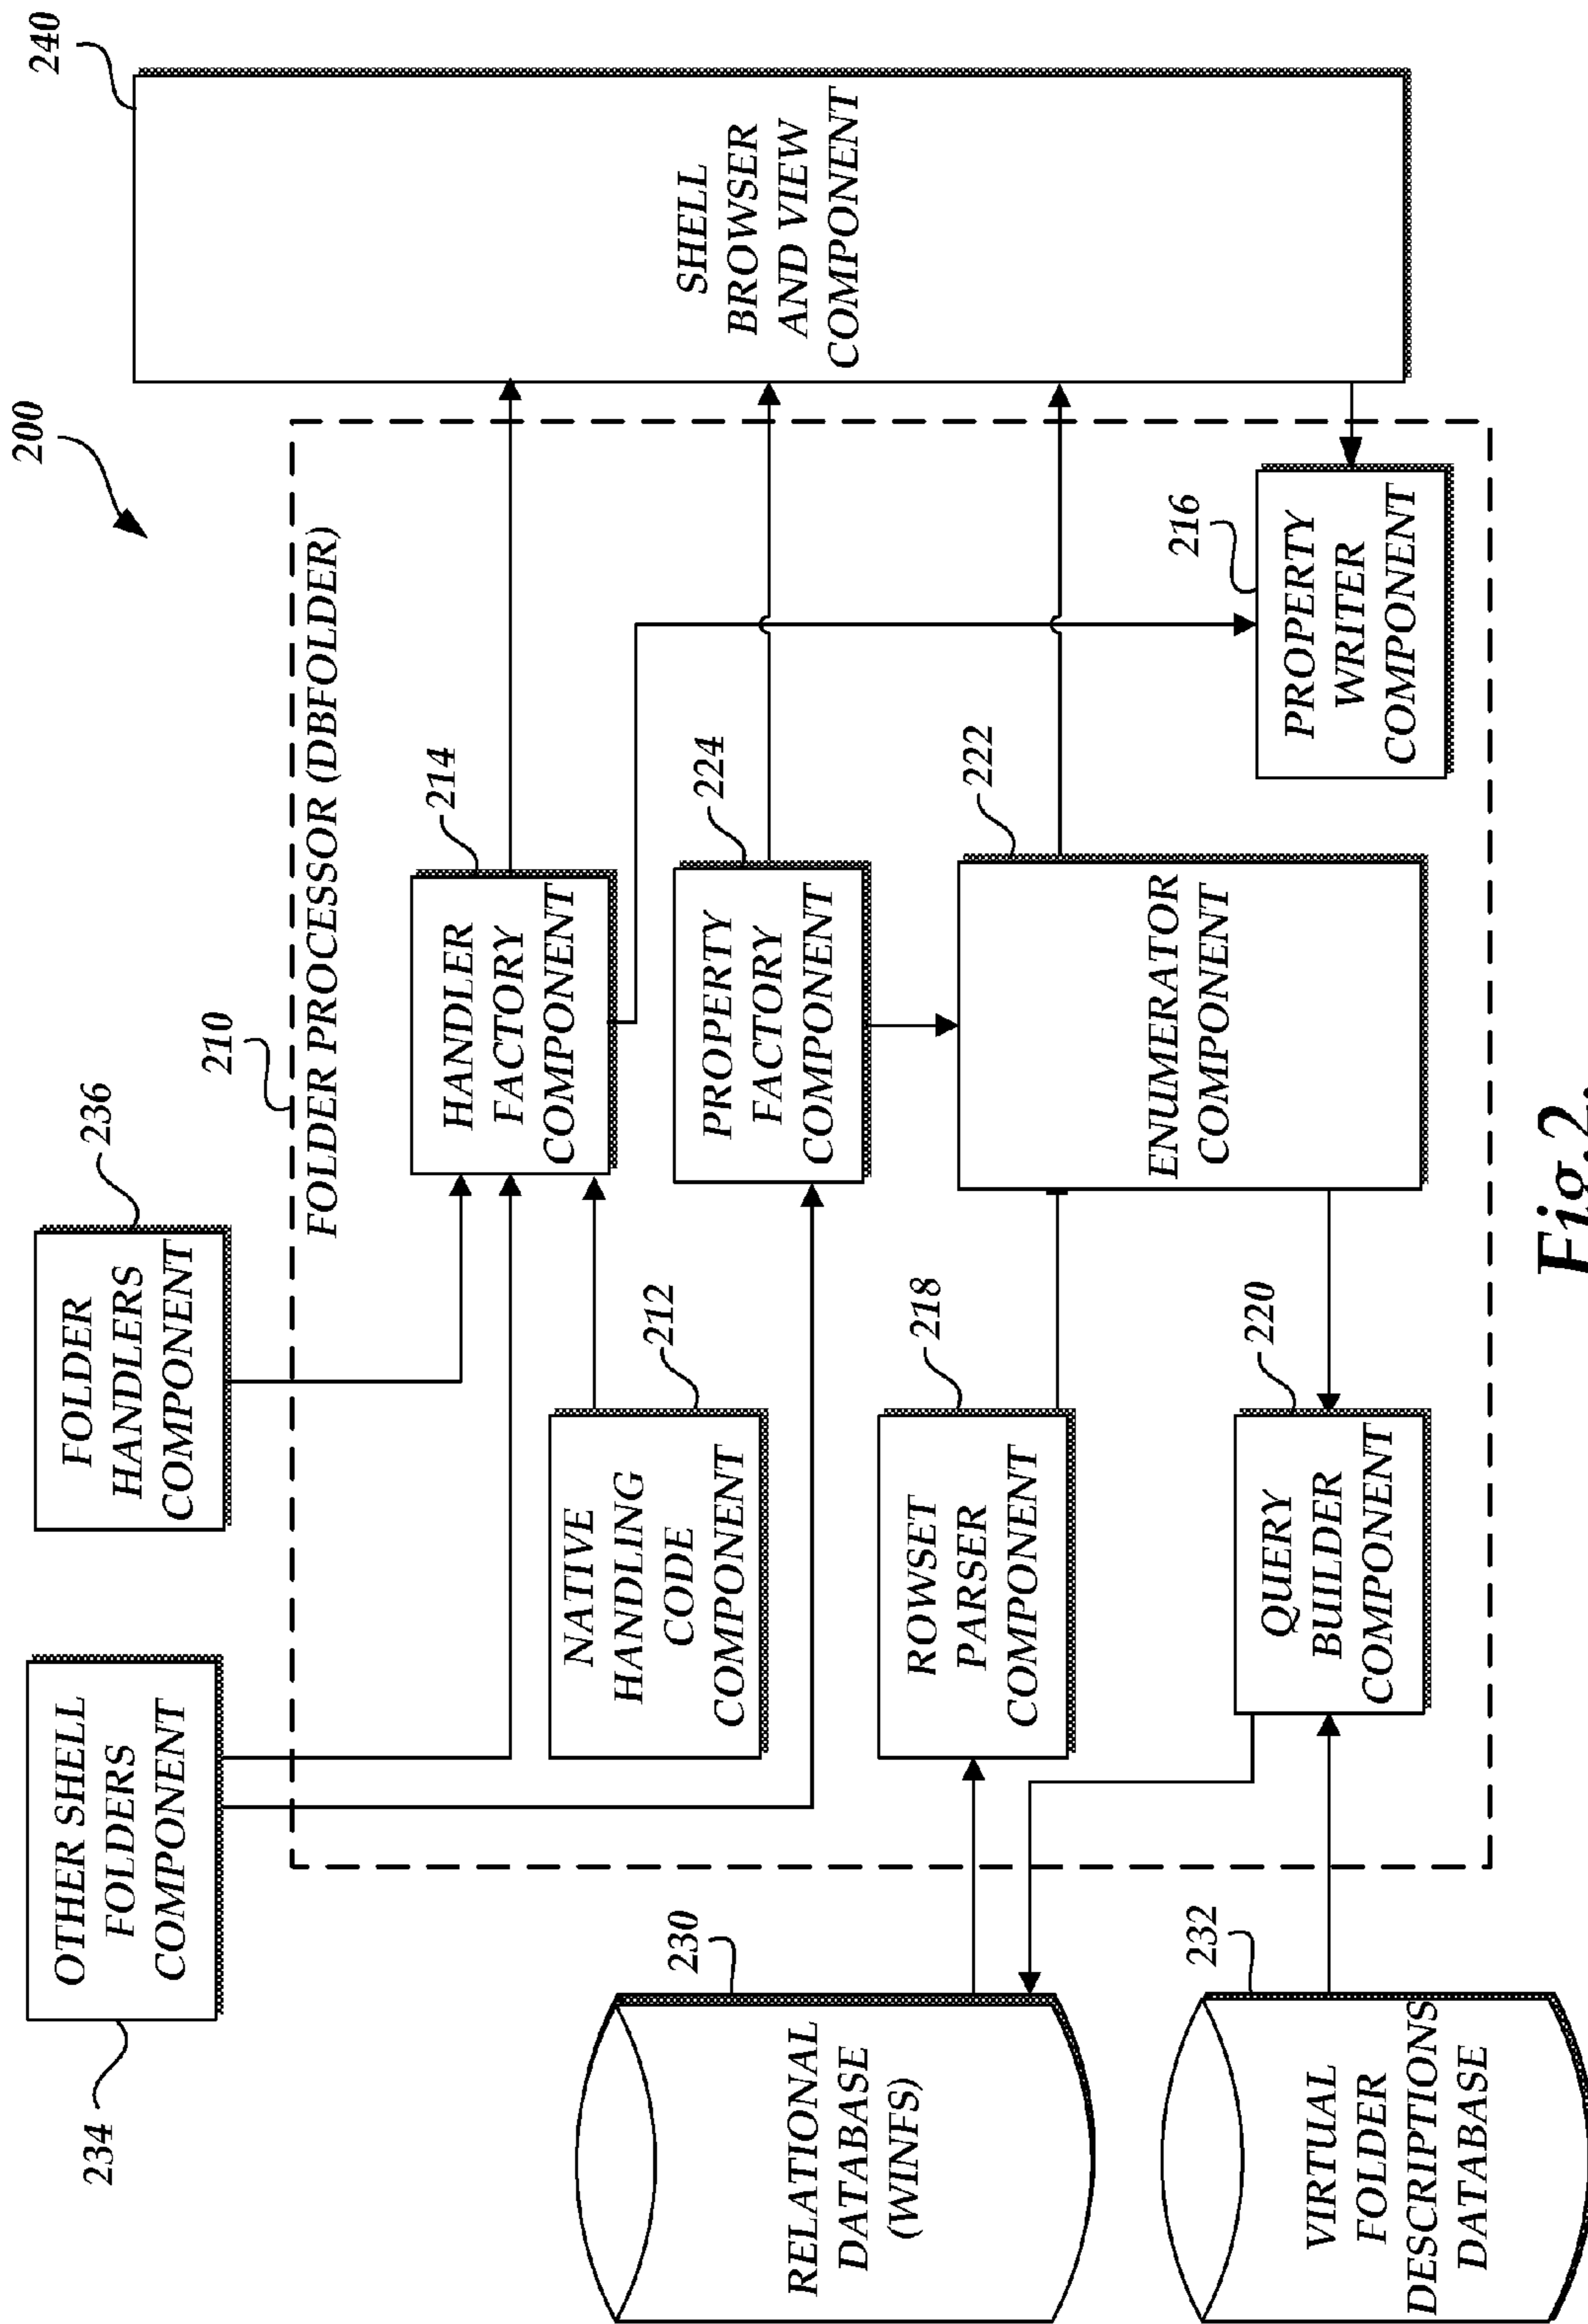 200
240
234
OTHER SHELL
FOLDERS
COMPONENT
236
FOLDER
HANDLERS
COMPONENT
210
FOLDER PROCESSOR (DBFOLDER)
214
HANDLER
FACTORY
COMPONENT
NATIVE
HANDLING
CODE
COMPONENT
212
224
PROPERTY
FACTORY
COMPONENT
SHELL
BROWSER
AND VIEW
COMPONENT
230
RELATIONAL
DATABASE
(WINFS)
218
ROWSET
PARSER
COMPONENT
222
ENUMERATOR
COMPONENT
216
PROPERTY
WRITER
COMPONENT
232
VIRTUAL
FOLDER
DESCRIPTIONS
DATABASE
220
QUERY
BUILDER
COMPONENT
Fig.2.